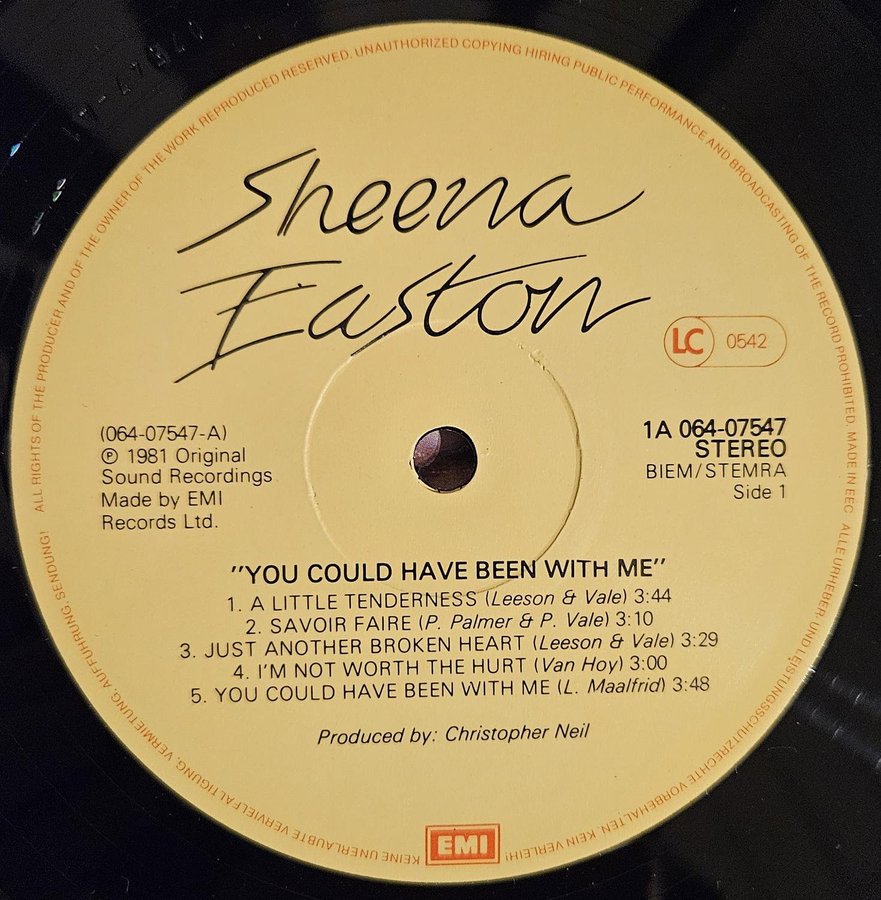 ALL RIGHTS OF THE PRODUCER AND OF THE OWNER OF THE WORK REPRODUCED RESERVED. UNAUTHORIZED COPYING HIRING PUBLIC PERFORMANCE AND BROADCASTING OF THE RECORD PROHIBITED. MADE IN EEC
Sheena
Easton
LC 0542
(064-07547-A)
℗ 1981 Original
Sound Recordings
Made by EMI
Records Ltd.
1A 064-07547
STEREO
BIEM/STEMRA
Side 1
"YOU COULD HAVE BEEN WITH ME"
1. A LITTLE TENDERNESS (Leeson & Vale) 3:44
2. SAVOIR FAIRE (P. Palmer & P. Vale) 3:10
3. JUST ANOTHER BROKEN HEART (Leeson & Vale) 3:29
4. I'M NOT WORTH THE HURT (Van Hoy) 3:00
5. YOU COULD HAVE BEEN WITH ME (L. Maalfrid) 3:48
Produced by: Christopher Neil
EMI
ALLE URHEBER- UND LEISTUNGSSCHUTZRECHTE VORBEHALTEN. KEIN VERLEIH! KEINE UNERLAUBTE VERVIELFÄLTIGUNG, VERMIETUNG, AUFFÜHRUNG, SENDUNG!